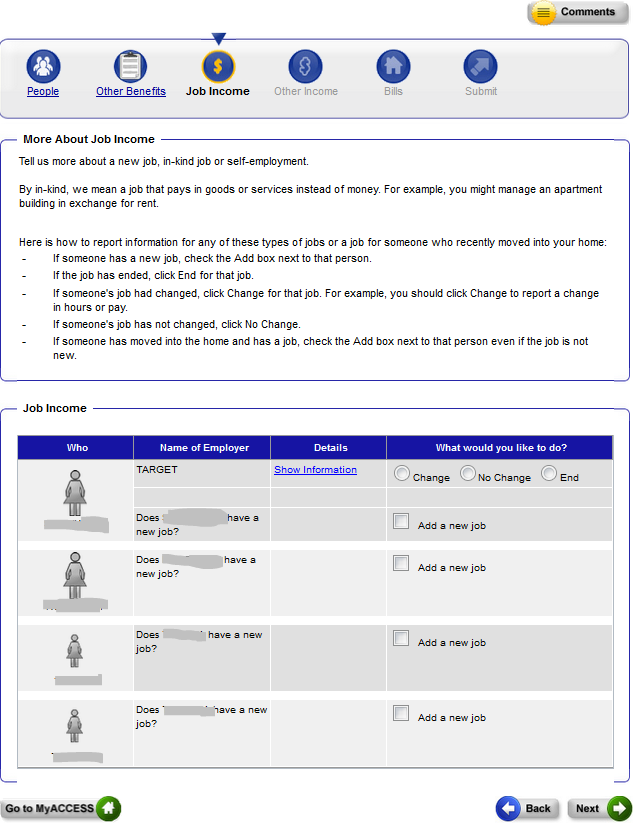 Comments
People
Other Benefits
Job Income
Other Income
Bills
Submit
More About Job Income
Tell us more about a new job, in-kind job or self-employment.
By in-kind, we mean a job that pays in goods or services instead of money. For example, you might manage an apartment
building in exchange for rent.
Here is how to report information for any of these types of jobs or a job for someone who recently moved into your home:
- If someone has a new job, check the Add box next to that person.
- If the job has ended, click End for that job.
- If someone's job had changed, click Change for that job. For example, you should click Change to report a change
in hours or pay.
- If someone's job has not changed, click No Change.
- If someone has moved into the home and has a job, check the Add box next to that person even if the job is not
new.
Job Income
Who Name of Employer Details What would you like to do?
TARGET Show Information Change No Change End
Does have a
new job?
Add a new job
Does have a
new job?
Add a new job
Does have a new
job?
Add a new job
Does have a new
job?
Add a new job
Go to MyACCESS
Back
Next